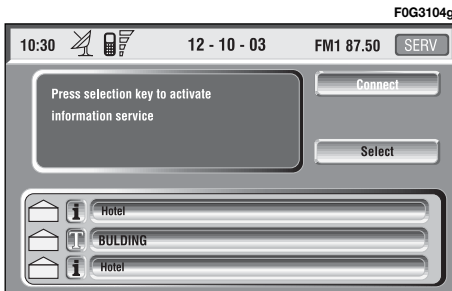 F0G3104g
10:30 12 - 10 - 03 FM1 87.50 SERV
Press selection key to activate
information service
Connect
Select
i Hotel
T BULDING
i Hotel